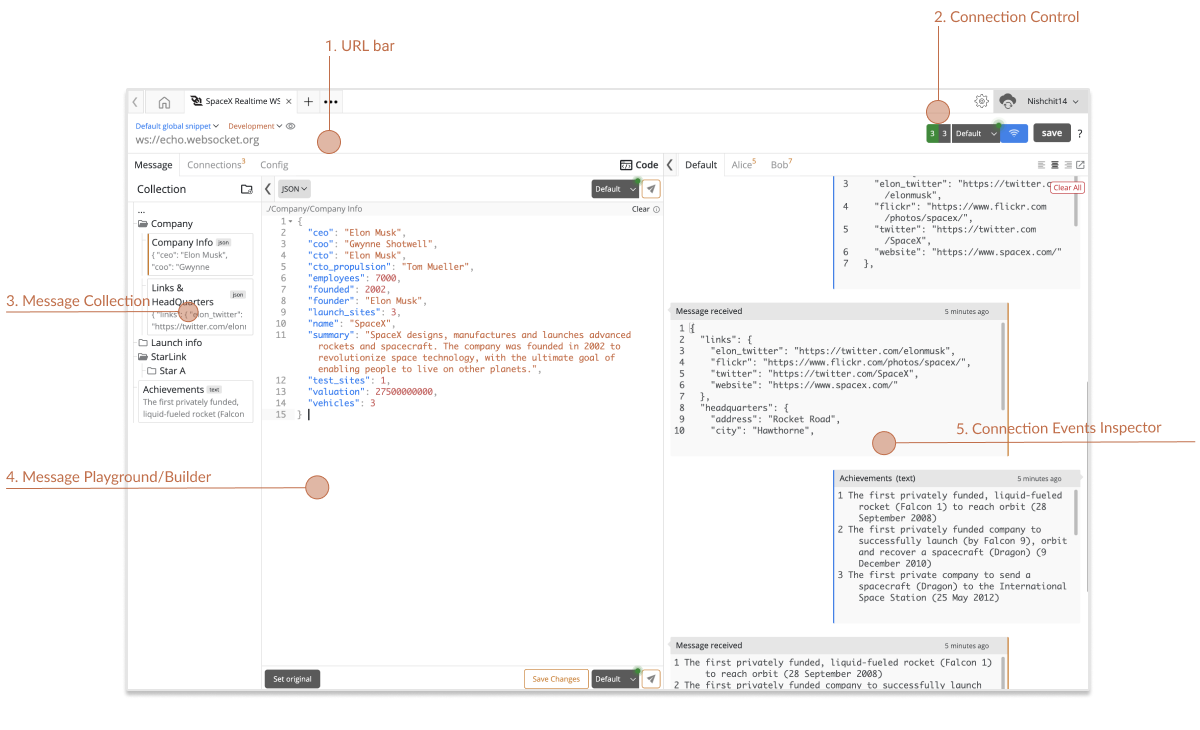 2. Connection Control
1. URL bar
SpaceX Realtime WS
Nishchit14
Default global snippet
Development
ws://echo.websocket.org
3 3 Default
save
?
Message
Connections3
Config
Code
Default
Alice5
Bob7
Collection
JSON
Default
Clear All
./Company/Company Info
Clear
...
Company
Company Info json
{ "ceo": "Elon Musk",
"coo": "Gwynne
Links &
HeadQuarters
json
{ "links": { "elon_twitter":
"https://twitter.com/elonr
Launch info
StarLink
Star A
Achievements text
The first privately funded,
liquid-fueled rocket (Falcon
3. Message Collection
1 {
2 "ceo": "Elon Musk",
3 "coo": "Gwynne Shotwell",
4 "cto": "Elon Musk",
5 "cto_propulsion": "Tom Mueller",
6 "employees": 7000,
7 "founded": 2002,
8 "founder": "Elon Musk",
9 "launch_sites": 3,
10 "name": "SpaceX",
11 "summary": "SpaceX designs, manufactures and launches advanced
rockets and spacecraft. The company was founded in 2002 to
revolutionize space technology, with the ultimate goal of
enabling people to live on other planets.",
12 "test_sites": 1,
13 "valuation": 27500000000,
14 "vehicles": 3
15 }
4. Message Playground/Builder
Set original
Save Changes
Default
3 "elon_twitter": "https://twitter.c
/elonmusk",
4 "flickr": "https://www.flickr.com
/photos/spacex/",
5 "twitter": "https://twitter.com
/SpaceX",
6 "website": "https://www.spacex.com/"
7 },
Message received
5 minutes ago
1 {
2 "links": {
3 "elon_twitter": "https://twitter.com/elonmusk",
4 "flickr": "https://www.flickr.com/photos/spacex/",
5 "twitter": "https://twitter.com/SpaceX",
6 "website": "https://www.spacex.com/"
7 },
8 "headquarters": {
9 "address": "Rocket Road",
10 "city": "Hawthorne",
5. Connection Events Inspector
Achievements (text)
5 minutes ago
1 The first privately funded, liquid-fueled
rocket (Falcon 1) to reach orbit (28
September 2008)
2 The first privately funded company to
successfully launch (by Falcon 9), orbit
and recover a spacecraft (Dragon) (9
December 2010)
3 The first private company to send a
spacecraft (Dragon) to the International
Space Station (25 May 2012)
Message received
5 minutes ago
1 The first privately funded, liquid-fueled rocket (Falcon 1)
to reach orbit (28 September 2008)
2 The first privately funded company to successfully launch